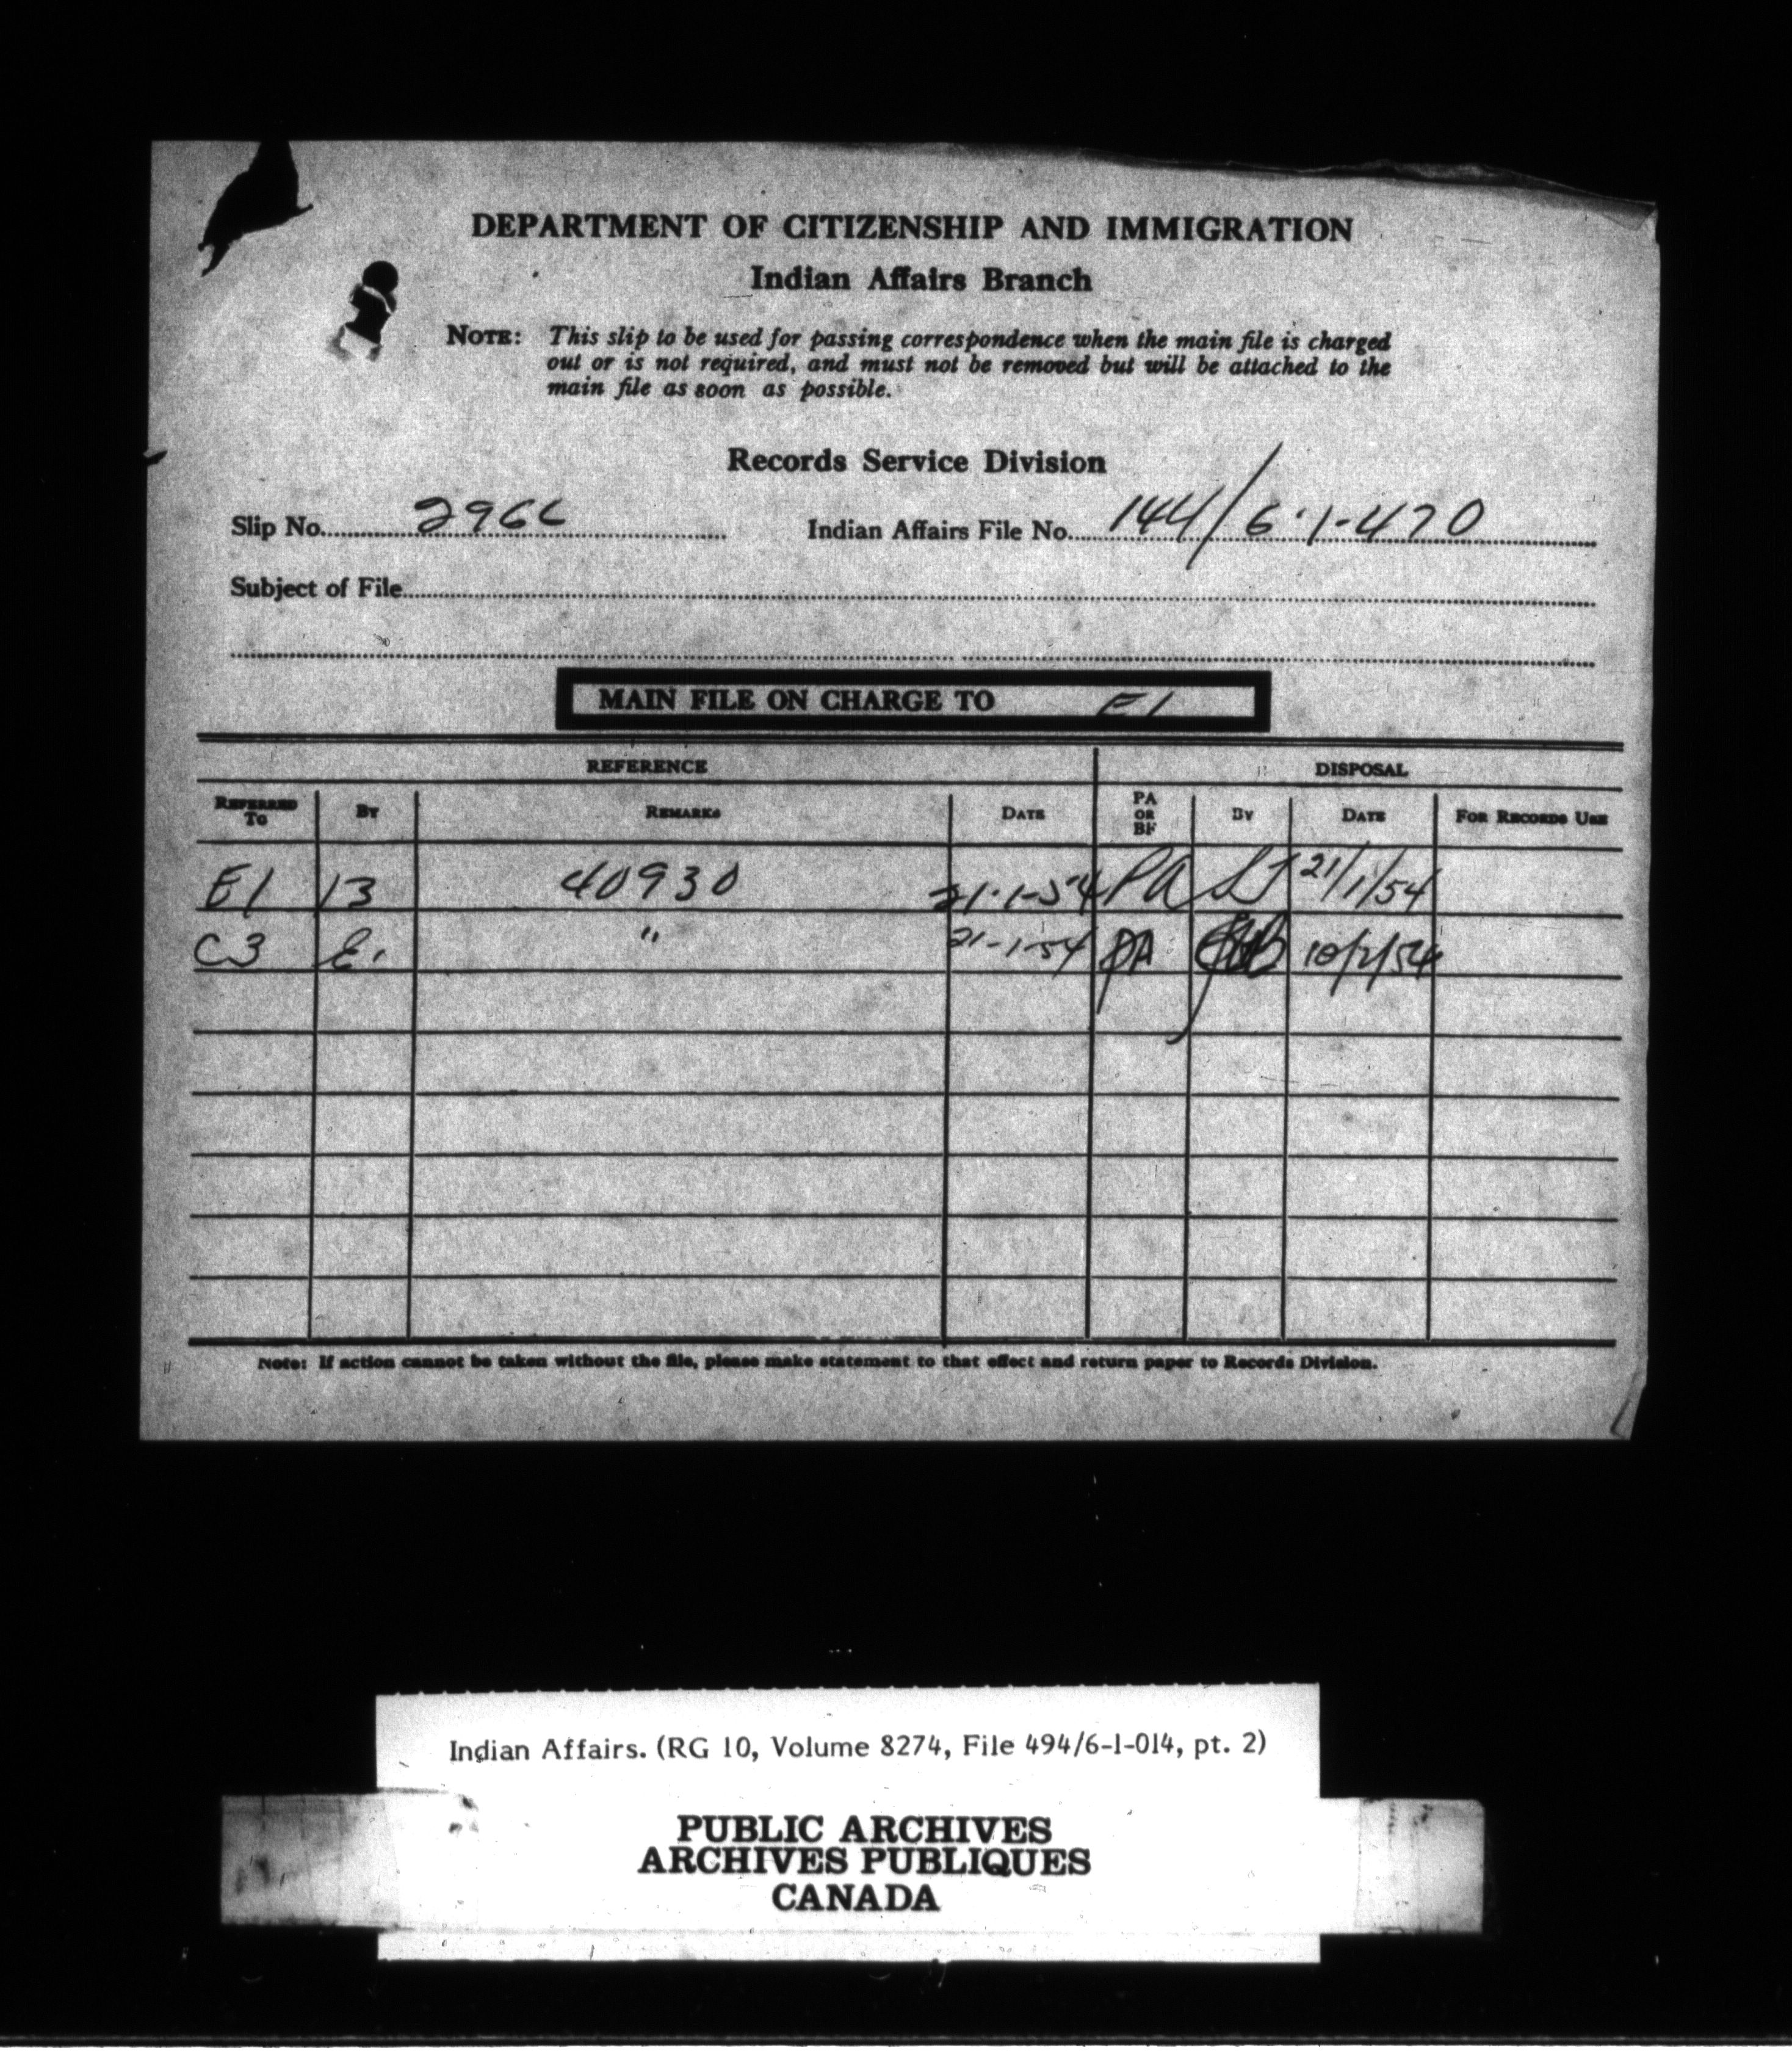 DEPARTMENT OF CITIZENSHIP AND IMMIGRATION
Indian Affairs Branch
NOTE: This slip to be used for passing correspondence when the main file is charged
out or is not required, and must not be removed but will be attached to the
main file as soon as possible.
Records Service Division
Slip No. 2966 Indian Affairs File No. 144/6-1-470
Subject of File
MAIN FILE ON CHARGE TO E1
REFERENCE DISPOSAL
REFERRED TO BY REMARKS DATE PA OR BF BY DATE FOR RECORDS USE
E1 13 40930 21-1-54 PA 21/1/54
C3 E1 " 21-1-54 PA 10/2/54
Note: If action cannot be taken without the file, please make statement to that effect and return paper to Records Division.
Indian Affairs. (RG 10, Volume 8274, File 494/6-1-014, pt. 2)
PUBLIC ARCHIVES
ARCHIVES PUBLIQUES
CANADA